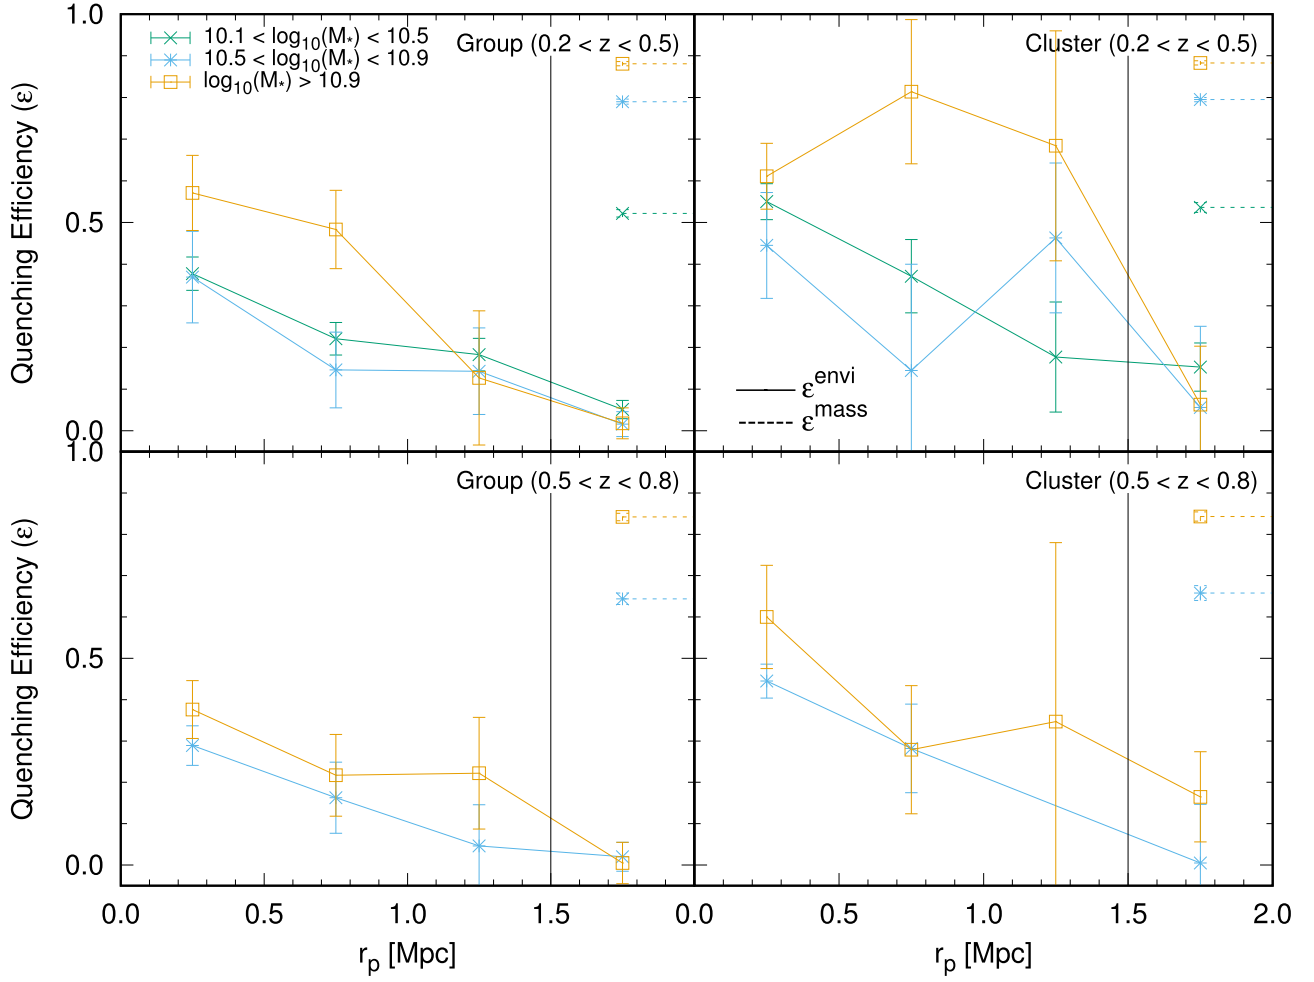 1.0
10.1 < log10(M*) < 10.5
10.5 < log10(M*) < 10.9
log10(M*) > 10.9
Group (0.2 < z < 0.5)
Cluster (0.2 < z < 0.5)
Quenching Efficiency (ε)
0.5
0.0
ε^envi
ε^mass
1.0
Group (0.5 < z < 0.8)
Cluster (0.5 < z < 0.8)
Quenching Efficiency (ε)
0.5
0.0
0.0 0.5 1.0 1.5 0.0 0.5 1.0 1.5 2.0
rp [Mpc] rp [Mpc]